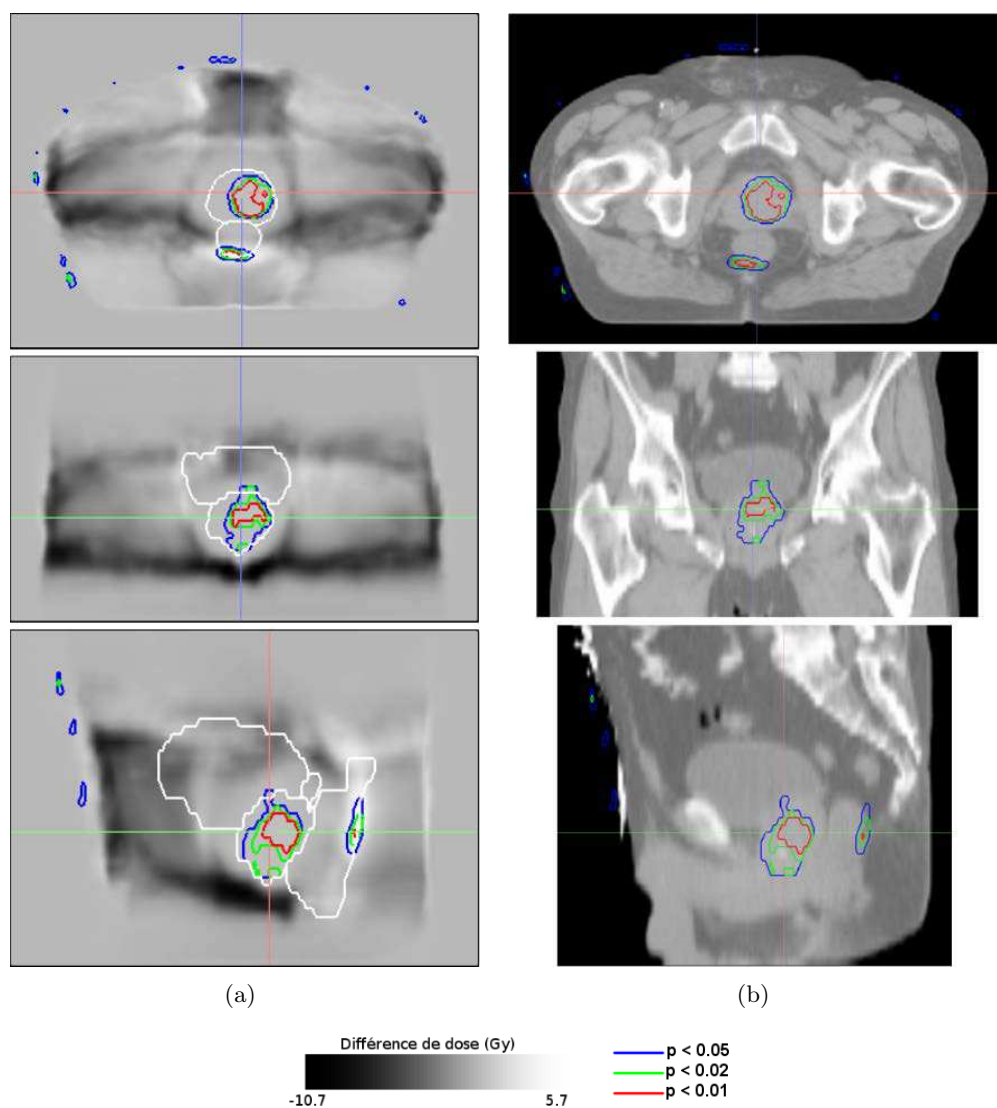 (a)
(b)
Différence de dose (Gy)
-10.7
5.7
p < 0.05
p < 0.02
p < 0.01